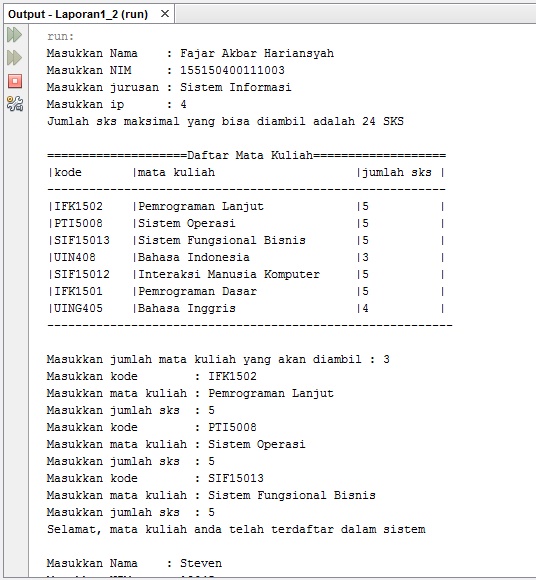 Output - Laporan1_2 (run)
run:
Masukkan Nama    : Fajar Akbar Hariansyah
Masukkan NIM     : 155150400111003
Masukkan jurusan : Sistem Informasi
Masukkan ip      : 4
Jumlah sks maksimal yang bisa diambil adalah 24 SKS
====================Daftar Mata Kuliah===================
|kode       |mata kuliah                    |jumlah sks |
---------------------------------------------------------
|IFK1502    |Pemrograman Lanjut             |5          |
|PTI5008    |Sistem Operasi                 |5          |
|SIF15013   |Sistem Fungsional Bisnis       |5          |
|UIN408     |Bahasa Indonesia               |3          |
|SIF15012   |Interaksi Manusia Komputer     |5          |
|IFK1501    |Pemrograman Dasar              |5          |
|UING405    |Bahasa Inggris                 |4          |
----------------------------------------------------------
Masukkan jumlah mata kuliah yang akan diambil : 3
Masukkan kode        : IFK1502
Masukkan mata kuliah : Pemrograman Lanjut
Masukkan jumlah sks  : 5
Masukkan kode        : PTI5008
Masukkan mata kuliah : Sistem Operasi
Masukkan jumlah sks  : 5
Masukkan kode        : SIF15013
Masukkan mata kuliah : Sistem Fungsional Bisnis
Masukkan jumlah sks  : 5
Selamat, mata kuliah anda telah terdaftar dalam sistem
Masukkan Nama    : Steven